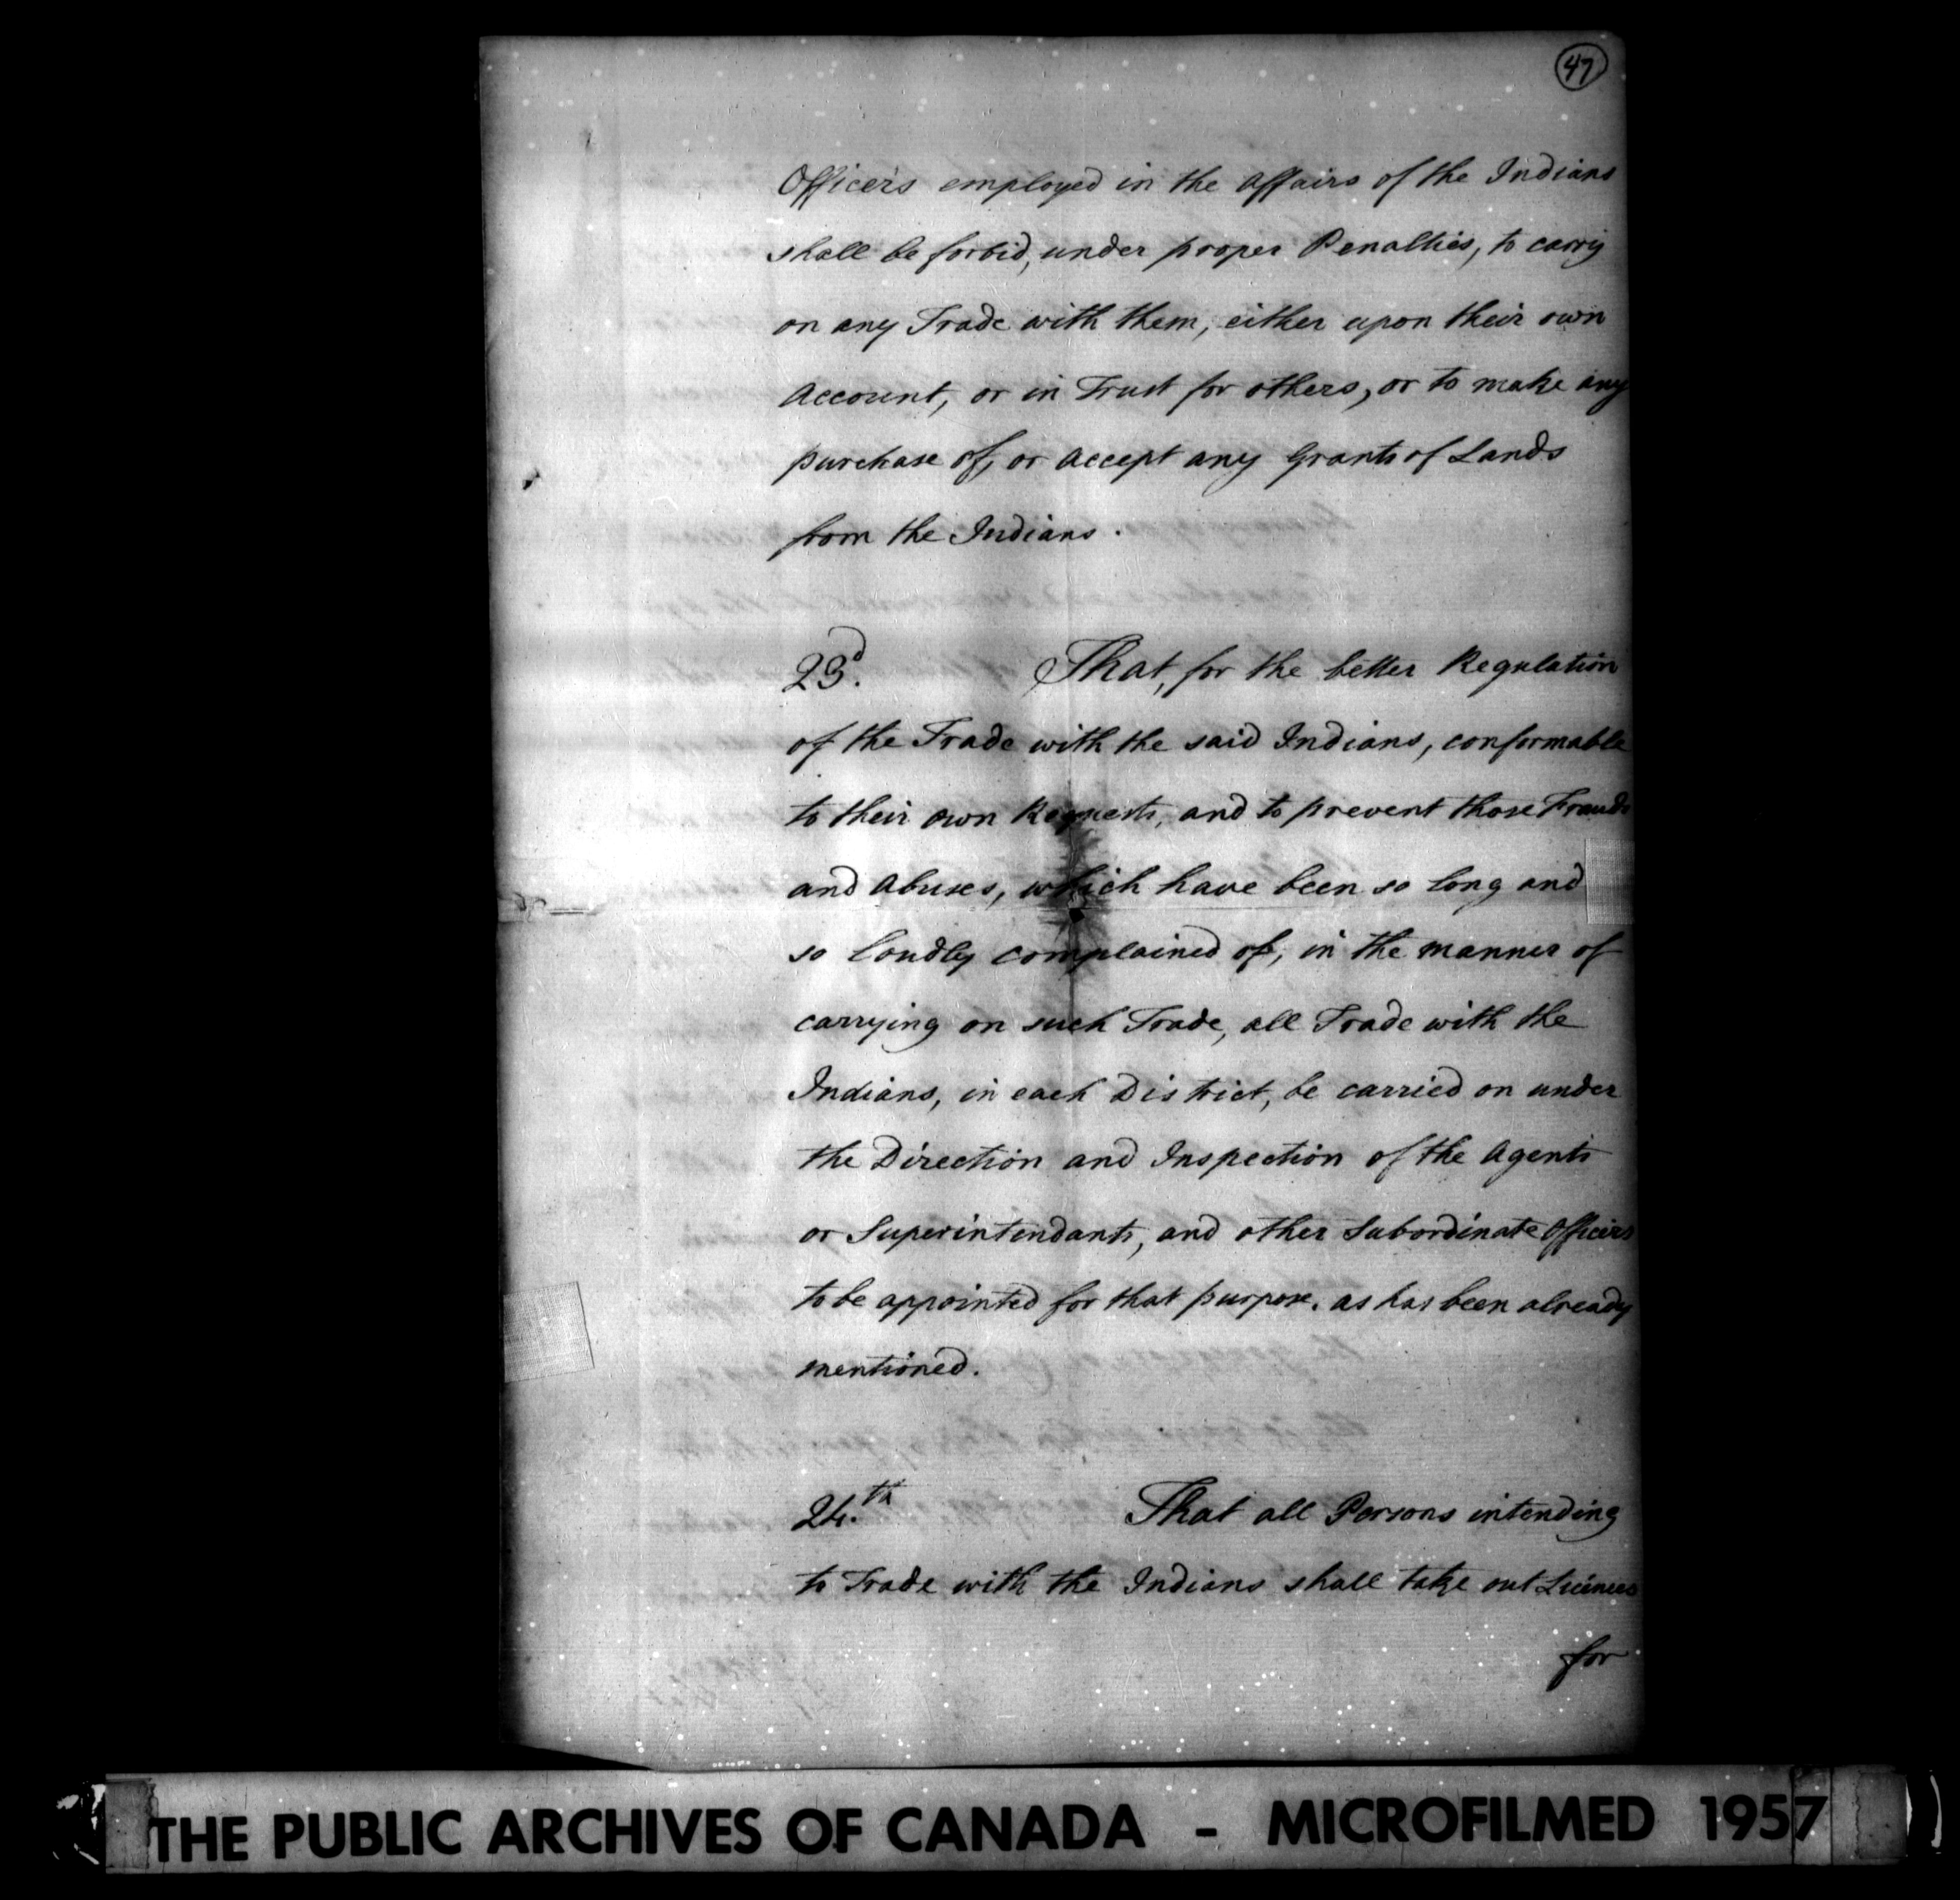 47
Officers employed in the affairs of the Indians
shall be forbid, under proper Penalties, to carry
on any Trade with them, either upon their own
Account, or in Trust for others, or to make any
purchase of, or accept any Grants of Lands
from the Indians.
23.d That, for the better Regulation
of the Trade with the said Indians, conformable
to their own Requests, and to prevent those Frauds
and Abuses, which have been so long and
so loudly complained of, in the manner of
carrying on such Trade, all Trade with the
Indians, in each District, be carried on under
the Direction and Inspection of the Agents
or Superintendants, and other Subordinate Officers
to be appointed for that purpose, as has been already
mentioned.
24.th That all Persons intending
to Trade with the Indians shall take out Licences
for
THE PUBLIC ARCHIVES OF CANADA - MICROFILMED 1957